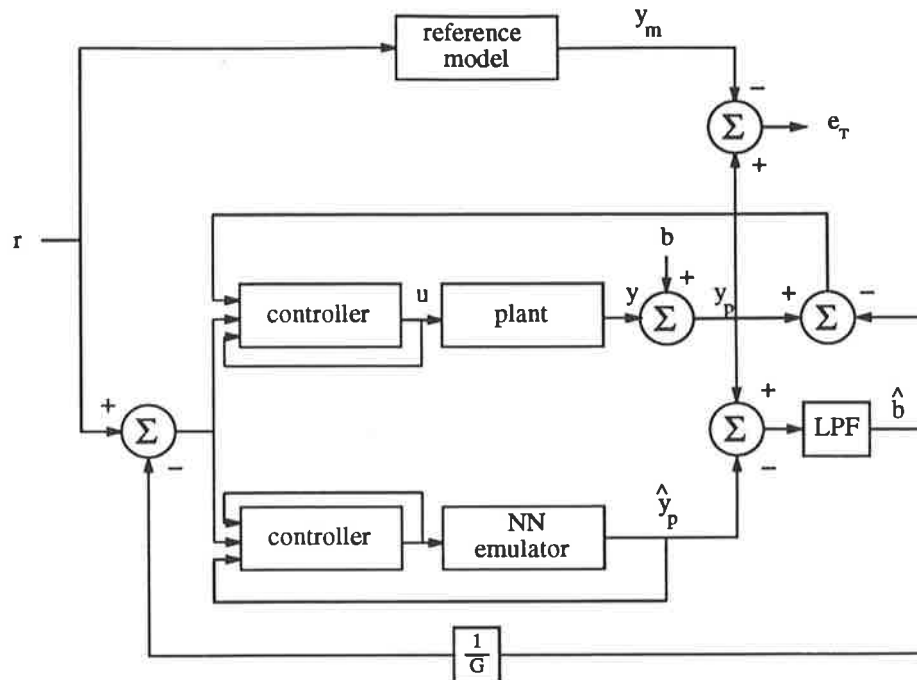 y_m
reference
model
−
Σ
e_T
+
r
b
+
u
y
y_p
+
−
controller
plant
Σ
Σ
+
Σ
−
+
Σ
−
LPF
b̂
ŷ_p
controller
NN
emulator
1
G